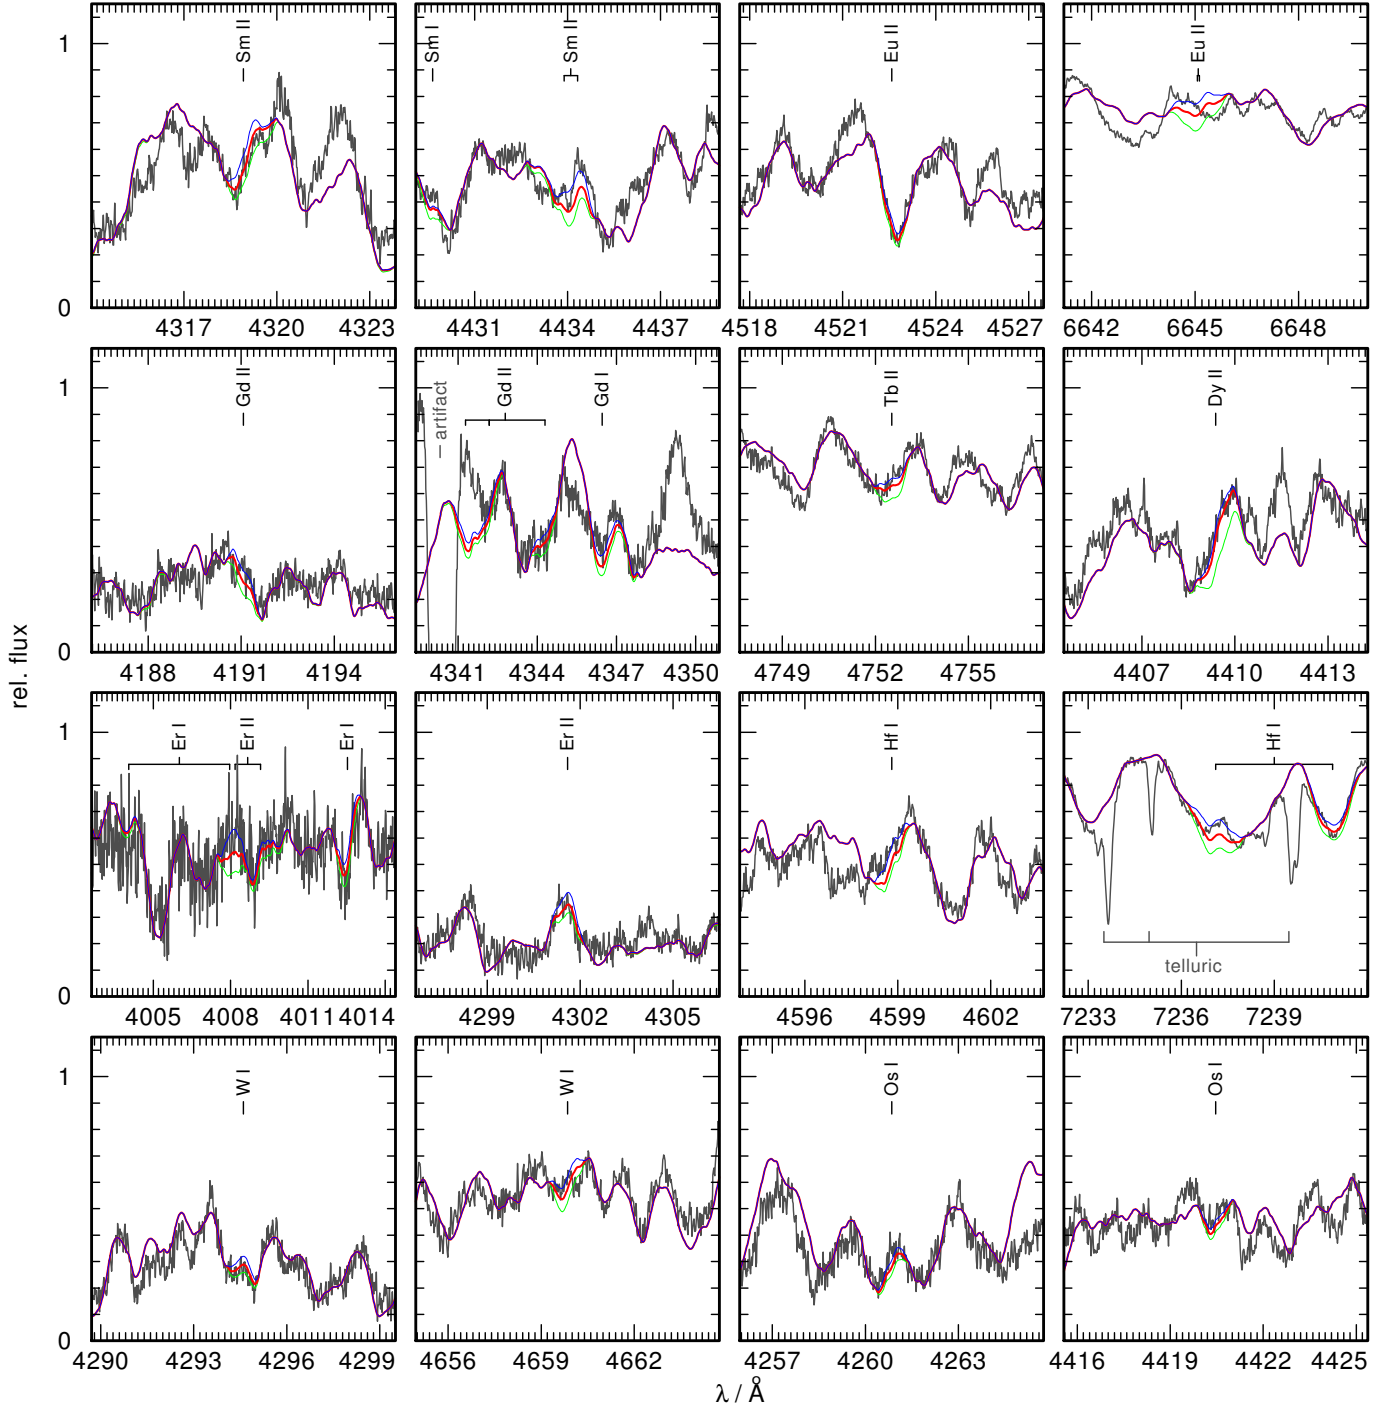 Sm II
Sm I
Sm II
Eu II
Eu II
1
0
4317 4320 4323
4431 4434 4437
4518 4521 4524 4527
6642 6645 6648
Gd II
artifact
Gd II
Gd I
Tb II
Dy II
1
0
4188 4191 4194
4341 4344 4347 4350
4749 4752 4755
4407 4410 4413
rel. flux
Er I
Er II
Er I
Er II
Hf I
Hf I
telluric
1
0
4005 4008 4011 4014
4299 4302 4305
4596 4599 4602
7233 7236 7239
W I
W I
Os I
Os I
1
0
4290 4293 4296 4299
4656 4659 4662
4257 4260 4263
4416 4419 4422 4425
λ / Å